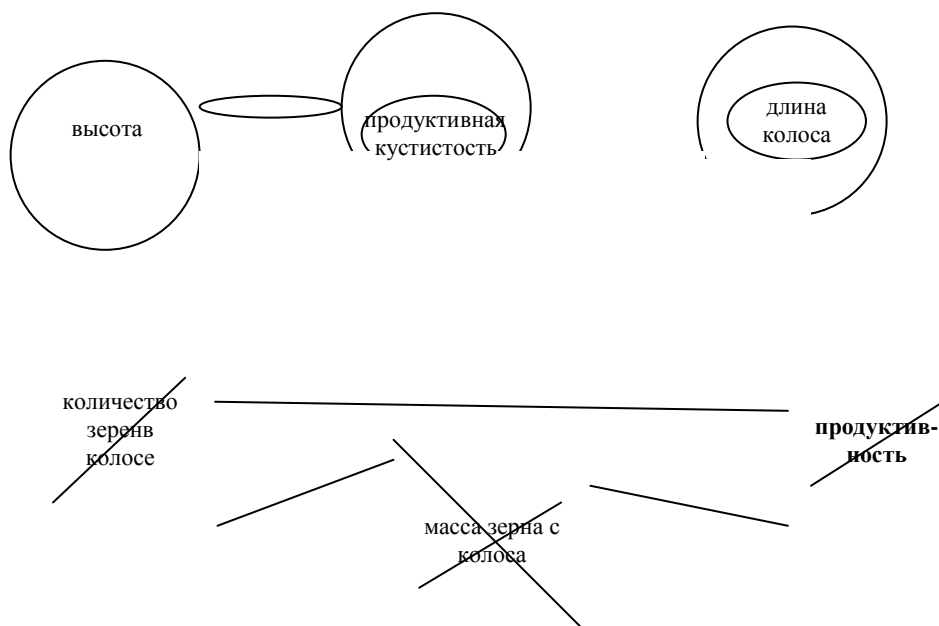 высота
продуктивная
кустистость
длина
колоса
количество
зеренв
колосе
продуктив-
ность
масса зерна с
колоса